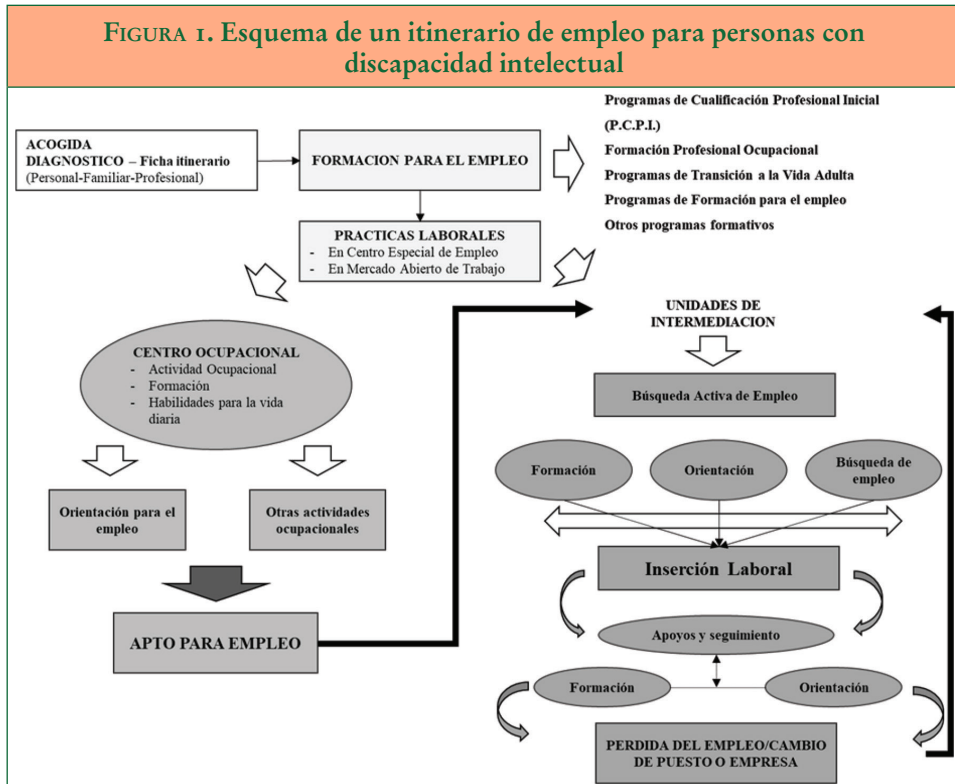 FIGURA 1. Esquema de un itinerario de empleo para personas con
discapacidad intelectual
ACOGIDA
DIAGNOSTICO – Ficha itinerario
(Personal-Familiar-Profesional)
FORMACION PARA EL EMPLEO
Programas de Cualificación Profesional Inicial
(P.C.P.I.)
Formación Profesional Ocupacional
Programas de Transición a la Vida Adulta
Programas de Formación para el empleo
Otros programas formativos
PRACTICAS LABORALES
- En Centro Especial de Empleo
- En Mercado Abierto de Trabajo
CENTRO OCUPACIONAL
- Actividad Ocupacional
- Formación
- Habilidades para la vida
diaria
Orientación para el
empleo
Otras actividades
ocupacionales
APTO PARA EMPLEO
UNIDADES DE
INTERMEDIACION
Búsqueda Activa de Empleo
Formación
Orientación
Búsqueda de
empleo
Inserción Laboral
Apoyos y seguimiento
Formación
Orientación
PERDIDA DEL EMPLEO/CAMBIO
DE PUESTO O EMPRESA